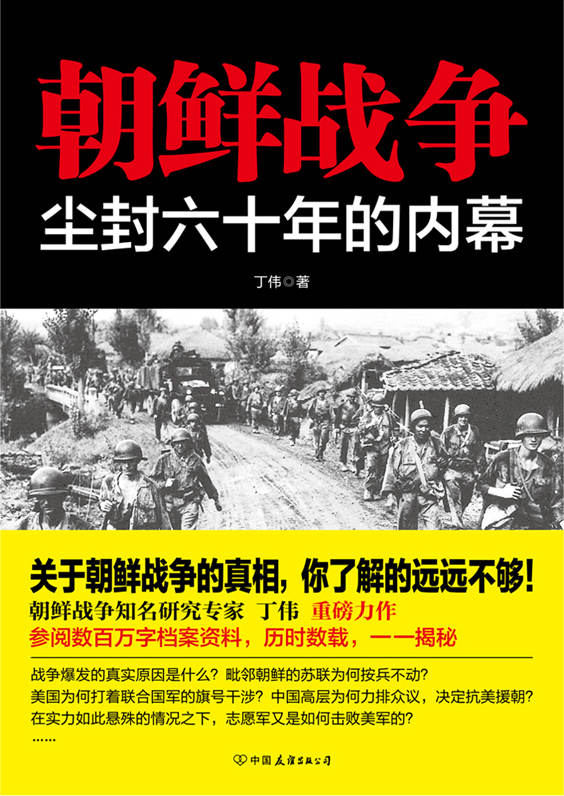 朝鲜战争
尘封六十年的内幕
丁伟◎著
关于朝鲜战争的真相，你了解的远远不够！
朝鲜战争知名研究专家 丁伟 重磅力作
参阅数百万字档案资料，历时数载，一一揭秘
战争爆发的真实原因是什么？毗邻朝鲜的苏联为何按兵不动？
美国为何打着联合国军的旗号干涉？中国高层为何力排众议，决定抗美援朝？
在实力如此悬殊的情况之下，志愿军又是如何击败美军的？
……
中国友谊出版公司